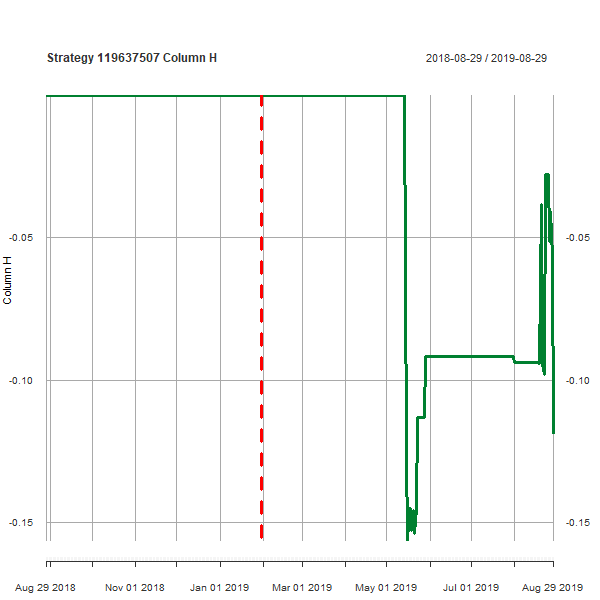 Strategy 119637507 Column H
2018-08-29 / 2019-08-29
Column H
-0.05
-0.05
-0.10
-0.10
-0.15
-0.15
Aug 29 2018
Nov 01 2018
Jan 01 2019
Mar 01 2019
May 01 2019
Jul 01 2019
Aug 29 2019